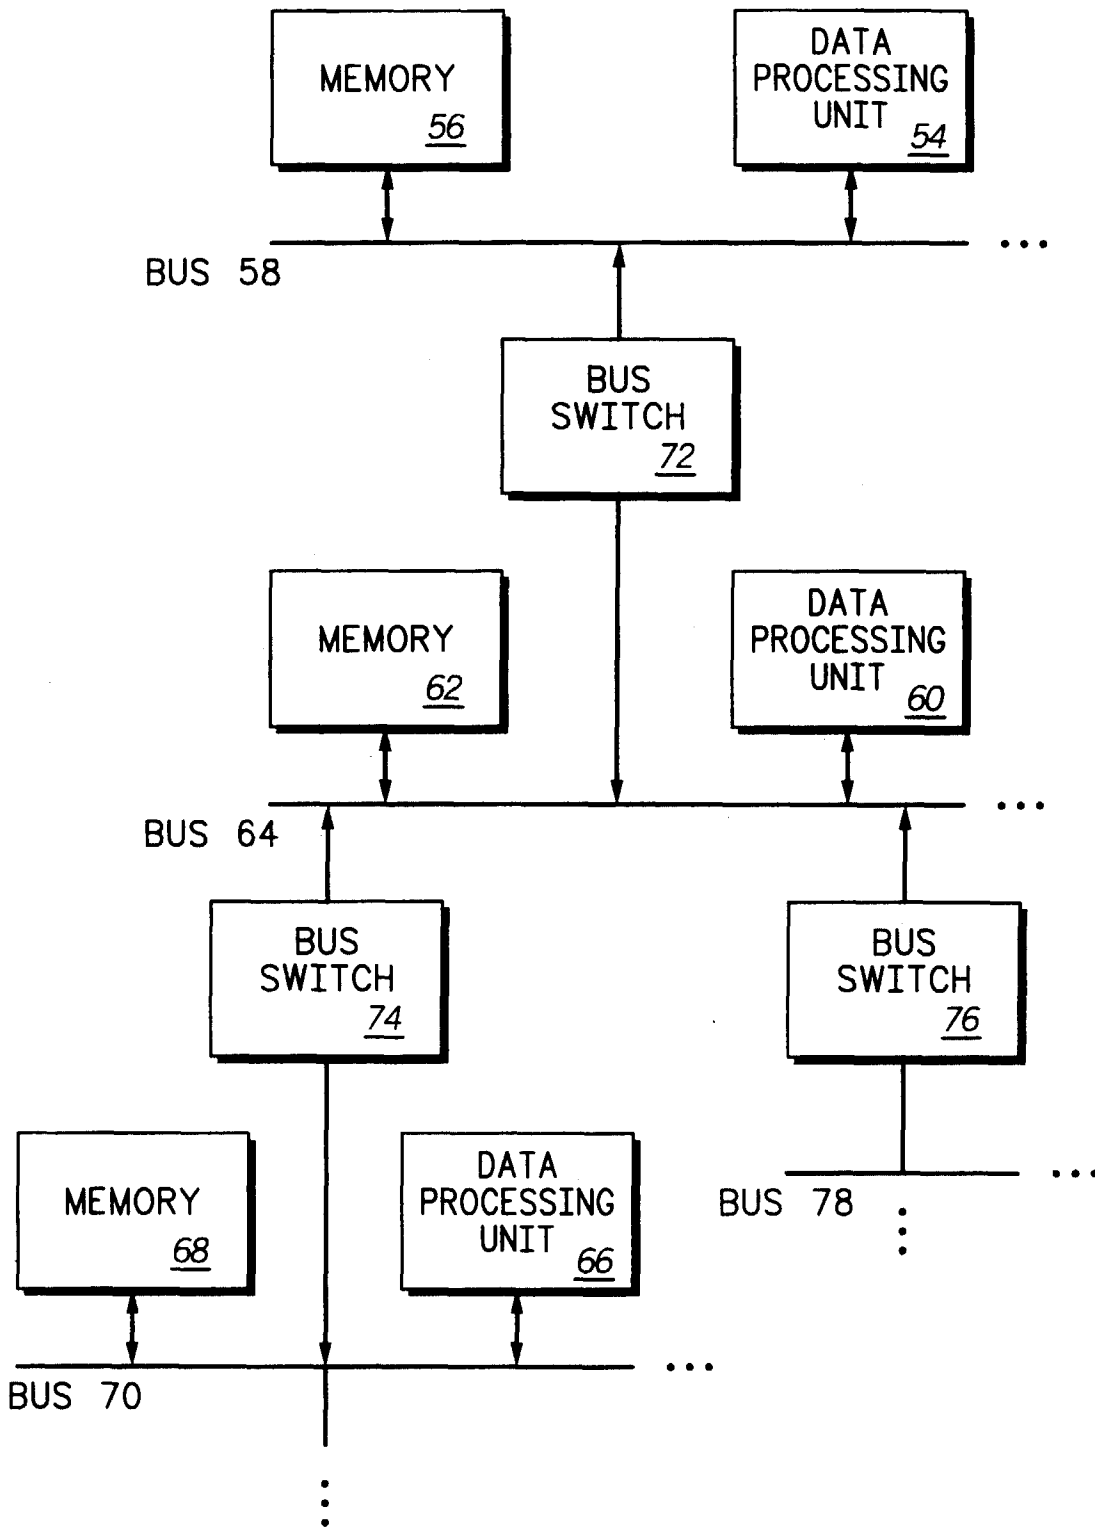 MEMORY
56
DATA
PROCESSING
UNIT 54
BUS 58
BUS
SWITCH
72
MEMORY
62
DATA
PROCESSING
UNIT 60
BUS 64
BUS
SWITCH
74
BUS
SWITCH
76
MEMORY
68
DATA
PROCESSING
UNIT 66
BUS 78
BUS 70